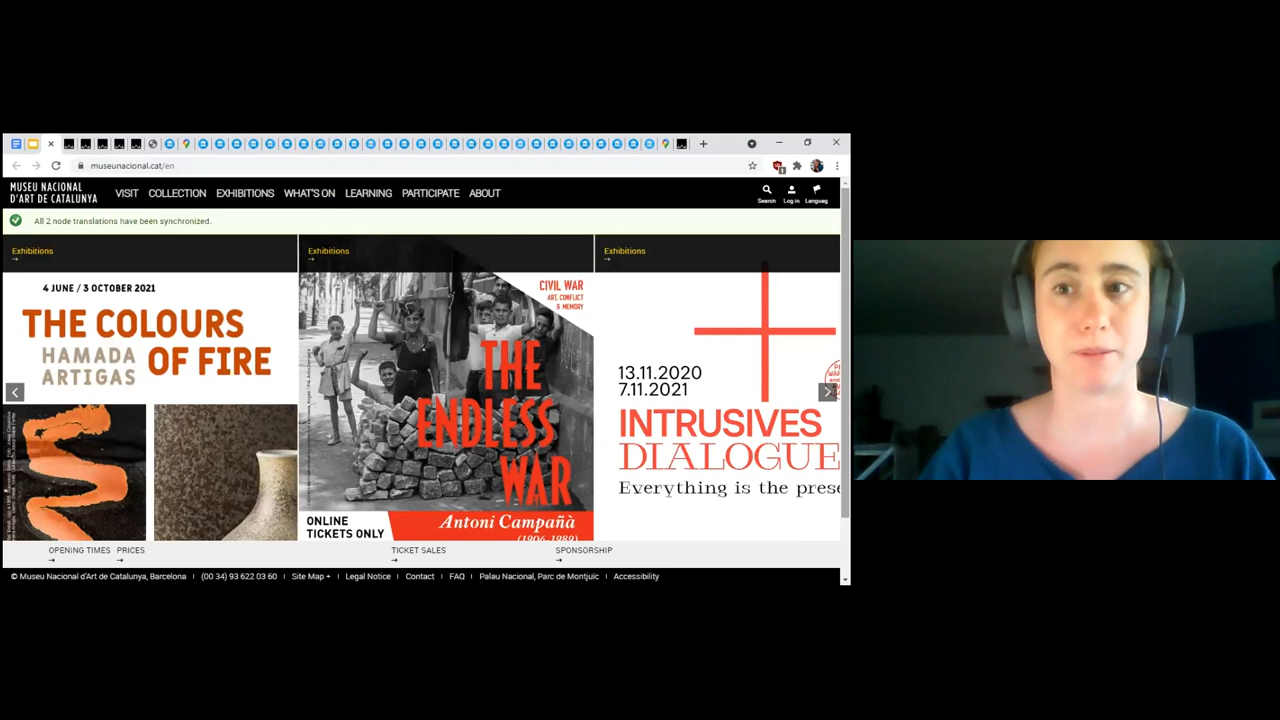 museunacional.cat/en
MUSEU NACIONAL
D'ART DE CATALUNYA
VISIT COLLECTION EXHIBITIONS WHAT'S ON LEARNING PARTICIPATE ABOUT
Search Log in Languag
All 2 node translations have been synchronized.
Exhibitions
→
4 JUNE / 3 OCTOBER 2021
THE COLOURS
HAMADA
ARTIGAS
OF FIRE
Exhibitions
→
CIVIL WAR
ART, CONFLICT
& MEMORY
THE
ENDLESS
WAR
ONLINE
TICKETS ONLY
Antoni Campañà
(1906-1989)
Exhibitions
→
13.11.2020
7.11.2021
INTRUSIVES
DIALOGUE
Everything is the prese
OPENING TIMES PRICES TICKET SALES SPONSORSHIP
→ → → →
© Museu Nacional d'Art de Catalunya, Barcelona | (00 34) 93 622 03 60 | Site Map + | Legal Notice | Contact | FAQ | Palau Nacional, Parc de Montjuïc | Accessibility